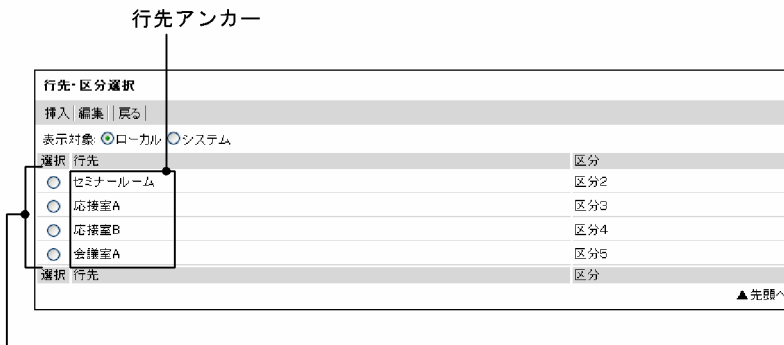 行先アンカー
行先・区分選択
挿入 | 編集 | | 戻る |
表示対象: ローカル システム
選択 行先 区分
セミナールーム 区分2
応接室A 区分3
応接室B 区分4
会議室A 区分5
選択 行先 区分
▲先頭へ